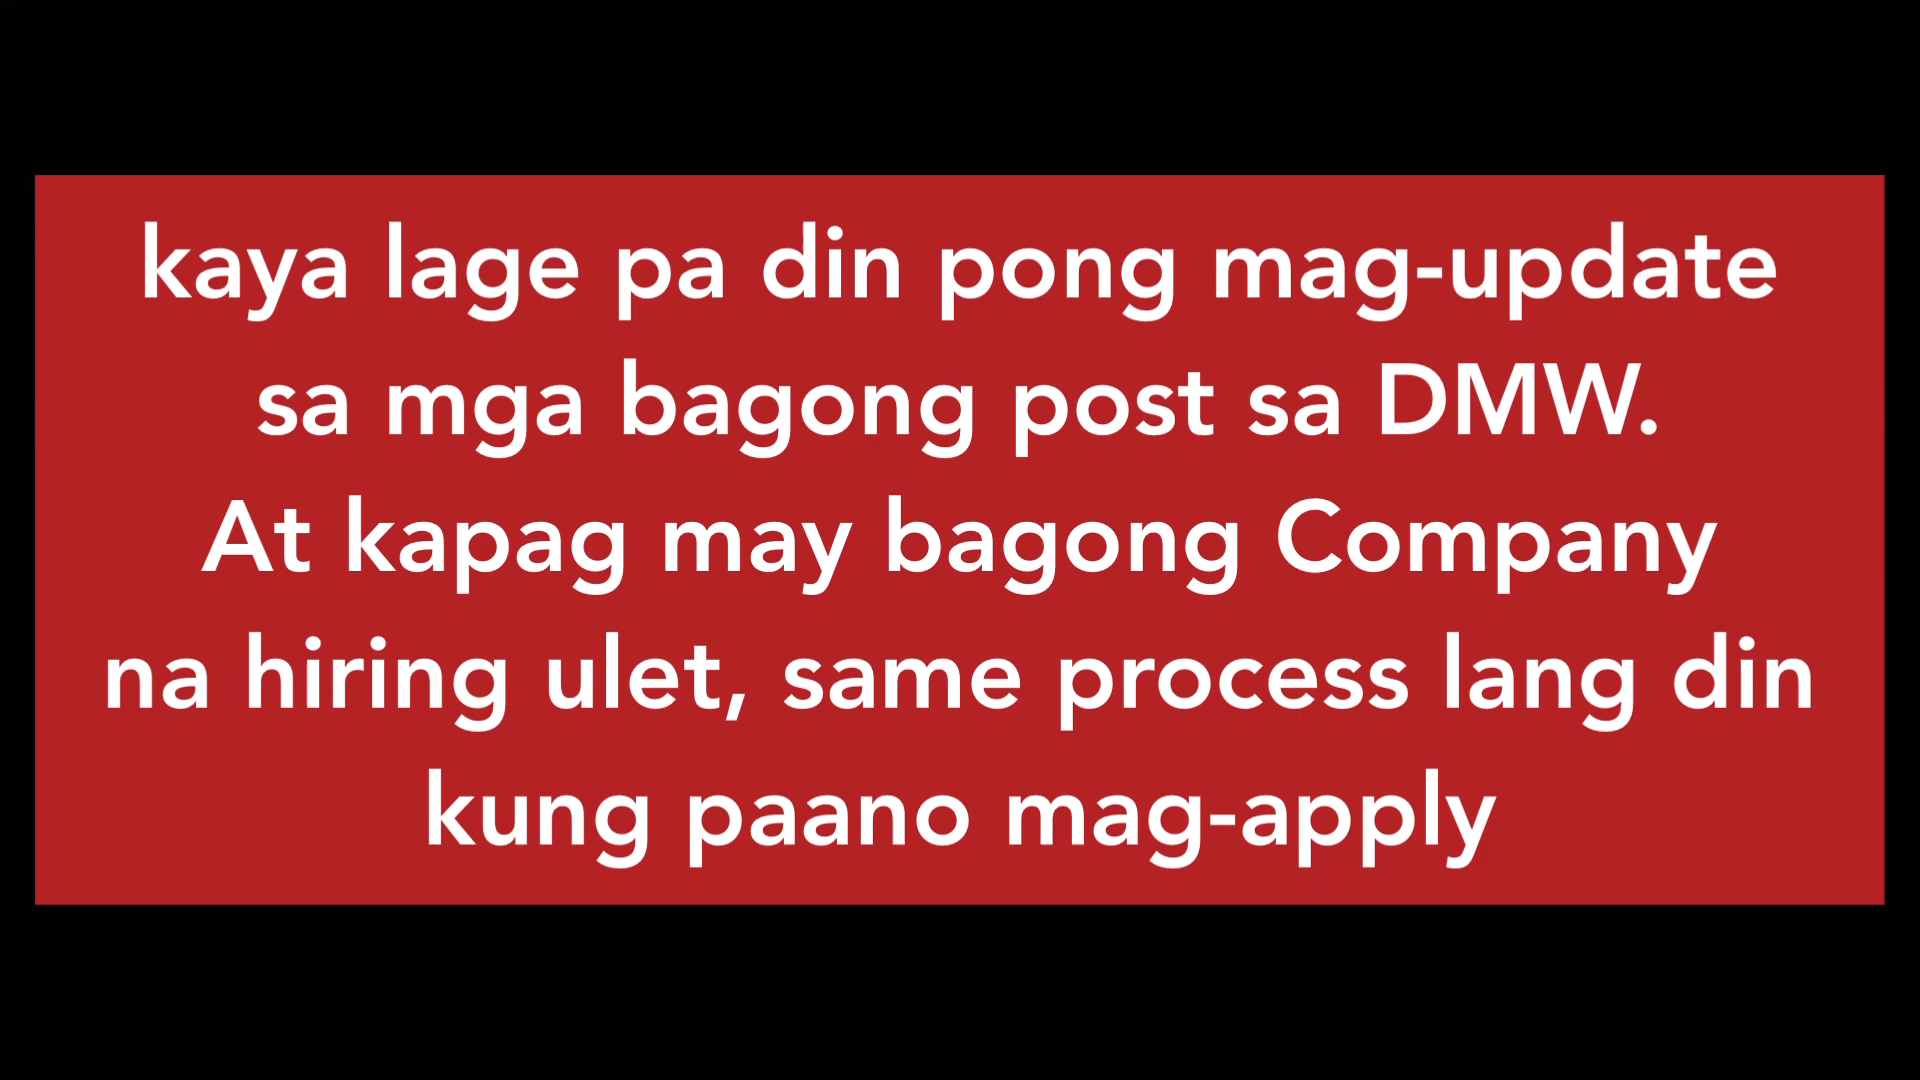 kaya lage pa din pong mag-update
sa mga bagong post sa DMW.
At kapag may bagong Company
na hiring ulet, same process lang din
kung paano mag-apply